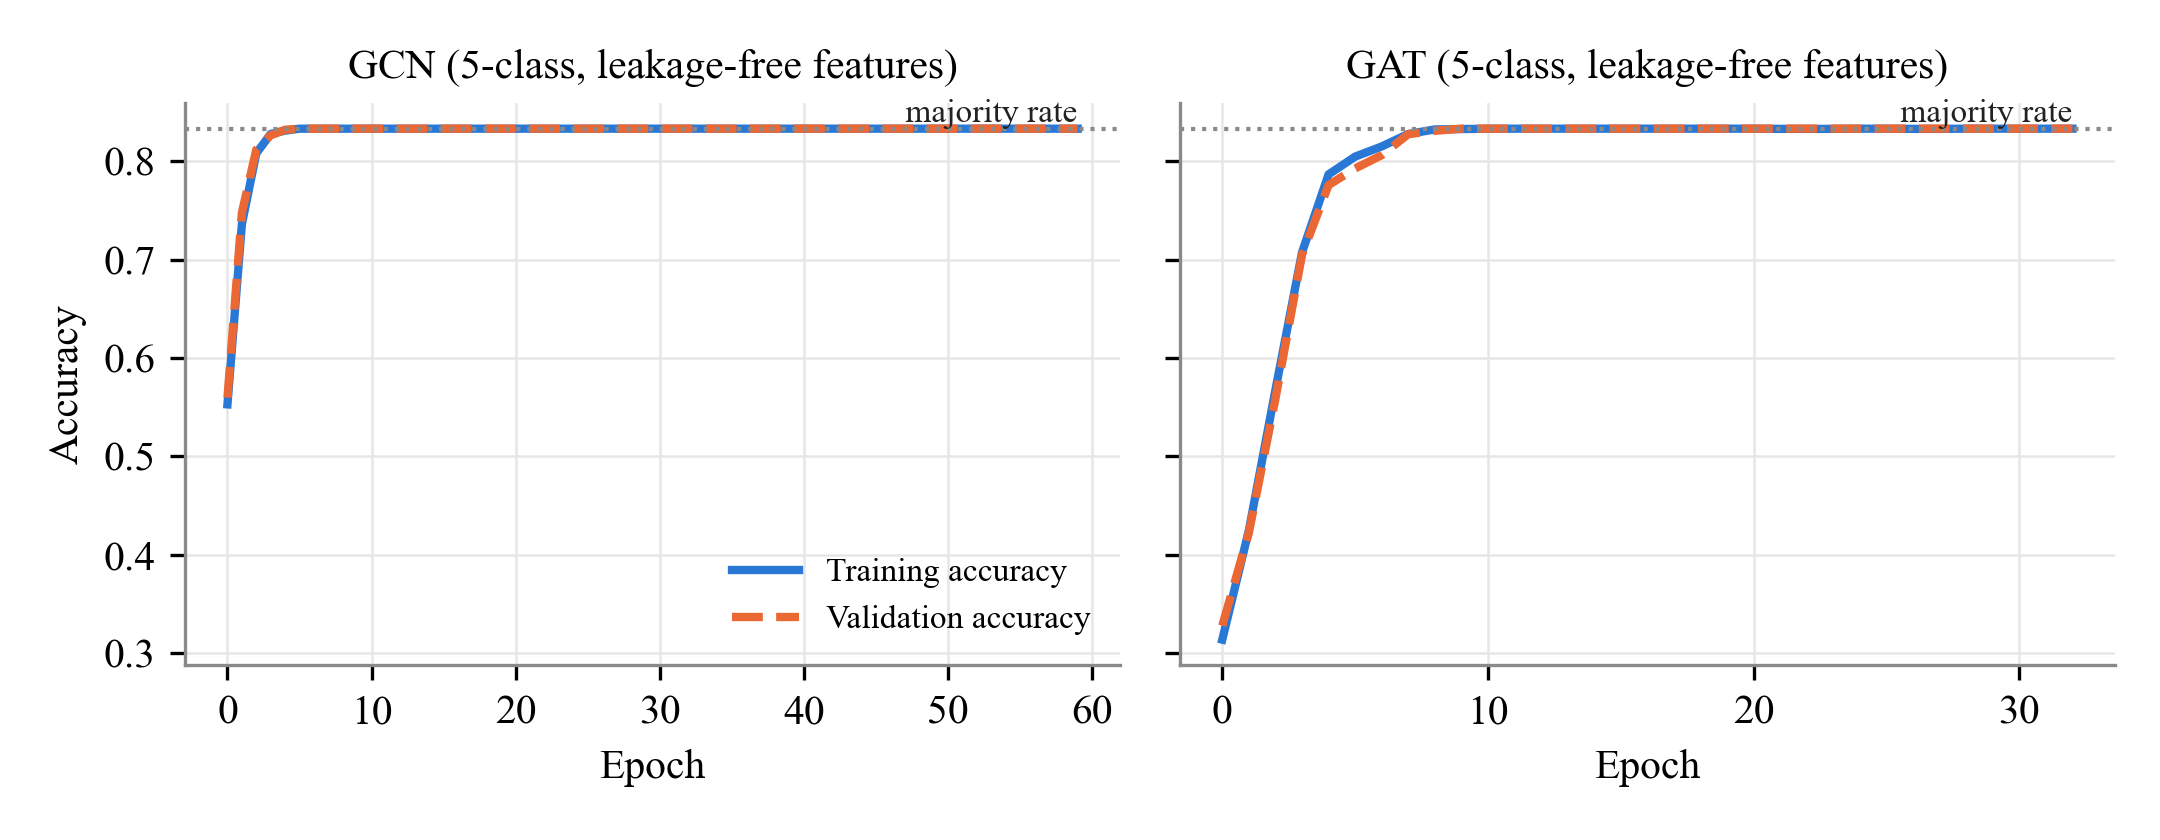 GCN (5-class, leakage-free features)
majority rate
0.8
0.7
0.6
0.5
0.4
0.3
Accuracy
Training accuracy
Validation accuracy
0 10 20 30 40 50 60
Epoch
GAT (5-class, leakage-free features)
majority rate
0 10 20 30
Epoch